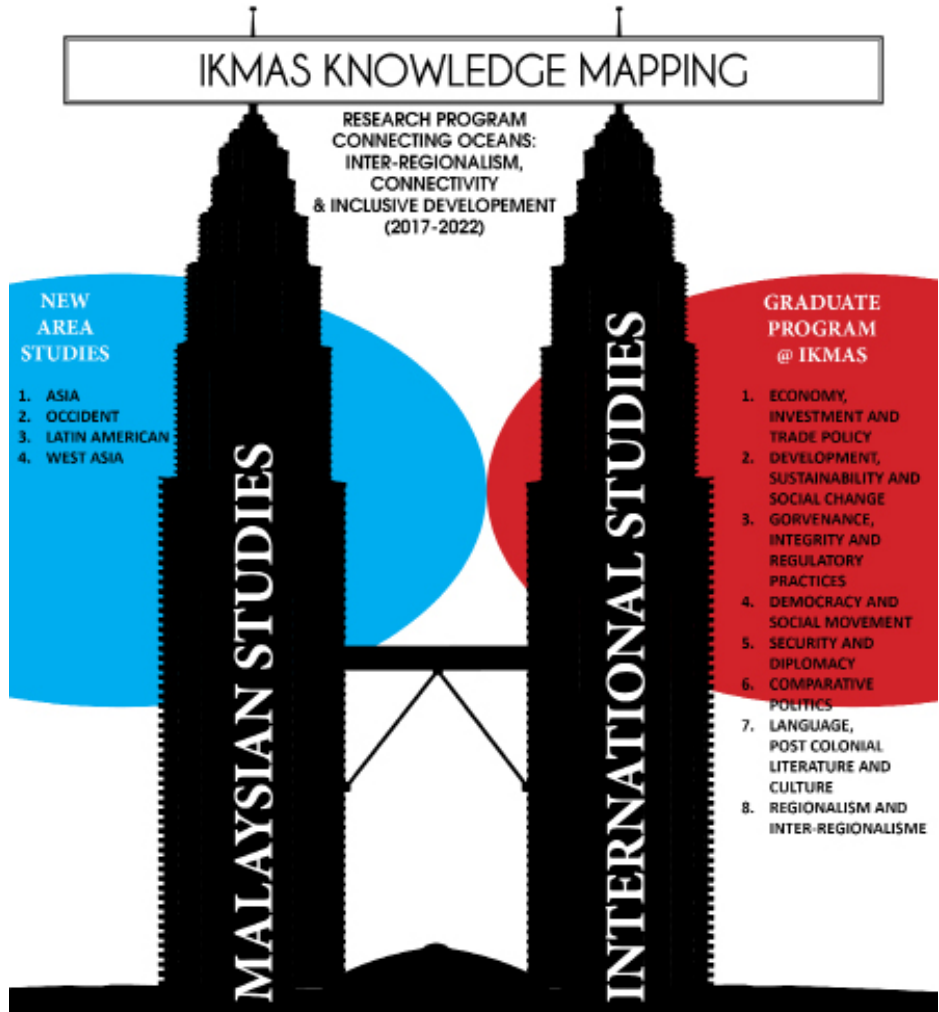 IKMAS KNOWLEDGE MAPPING
RESEARCH PROGRAM
CONNECTING OCEANS:
INTER-REGIONALISM,
CONNECTIVITY
& INCLUSIVE DEVELOPEMENT
(2017-2022)
NEW
AREA
STUDIES
1. ASIA
2. OCCIDENT
3. LATIN AMERICAN
4. WEST ASIA
MALAYSIAN STUDIES
INTERNATIONAL STUDIES
GRADUATE
PROGRAM
@ IKMAS
1. ECONOMY,
INVESTMENT AND
TRADE POLICY
2. DEVELOPMENT,
SUSTAINABILITY AND
SOCIAL CHANGE
3. GORVENANCE,
INTEGRITY AND
REGULATORY
PRACTICES
4. DEMOCRACY AND
SOCIAL MOVEMENT
5. SECURITY AND
DIPLOMACY
6. COMPARATIVE
POLITICS
7. LANGUAGE,
POST COLONIAL
LITERATURE AND
CULTURE
8. REGIONALISM AND
INTER-REGIONALISME